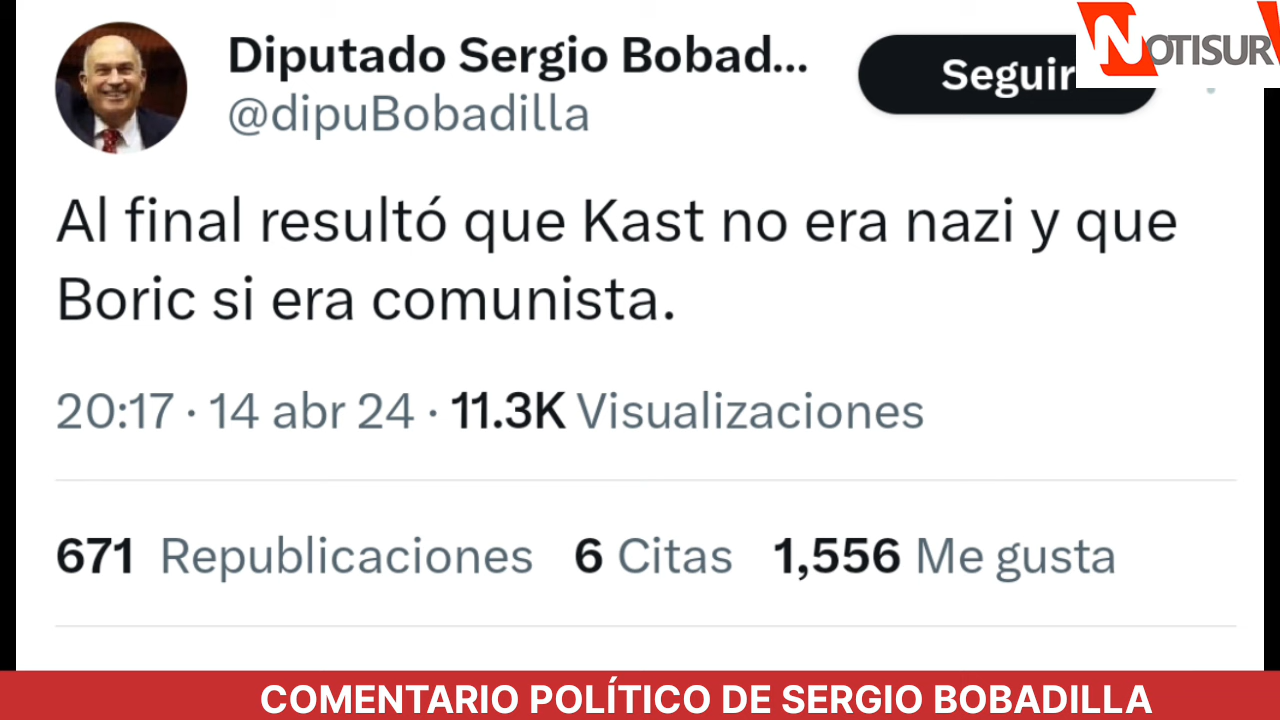 Diputado Sergio Bobad...
@dipuBobadilla
Seguir
NOTISUR
Al final resultó que Kast no era nazi y que
Boric si era comunista.
20:17 · 14 abr 24 · 11.3K Visualizaciones
671 Republicaciones 6 Citas 1,556 Me gusta
COMENTARIO POLÍTICO DE SERGIO BOBADILLA